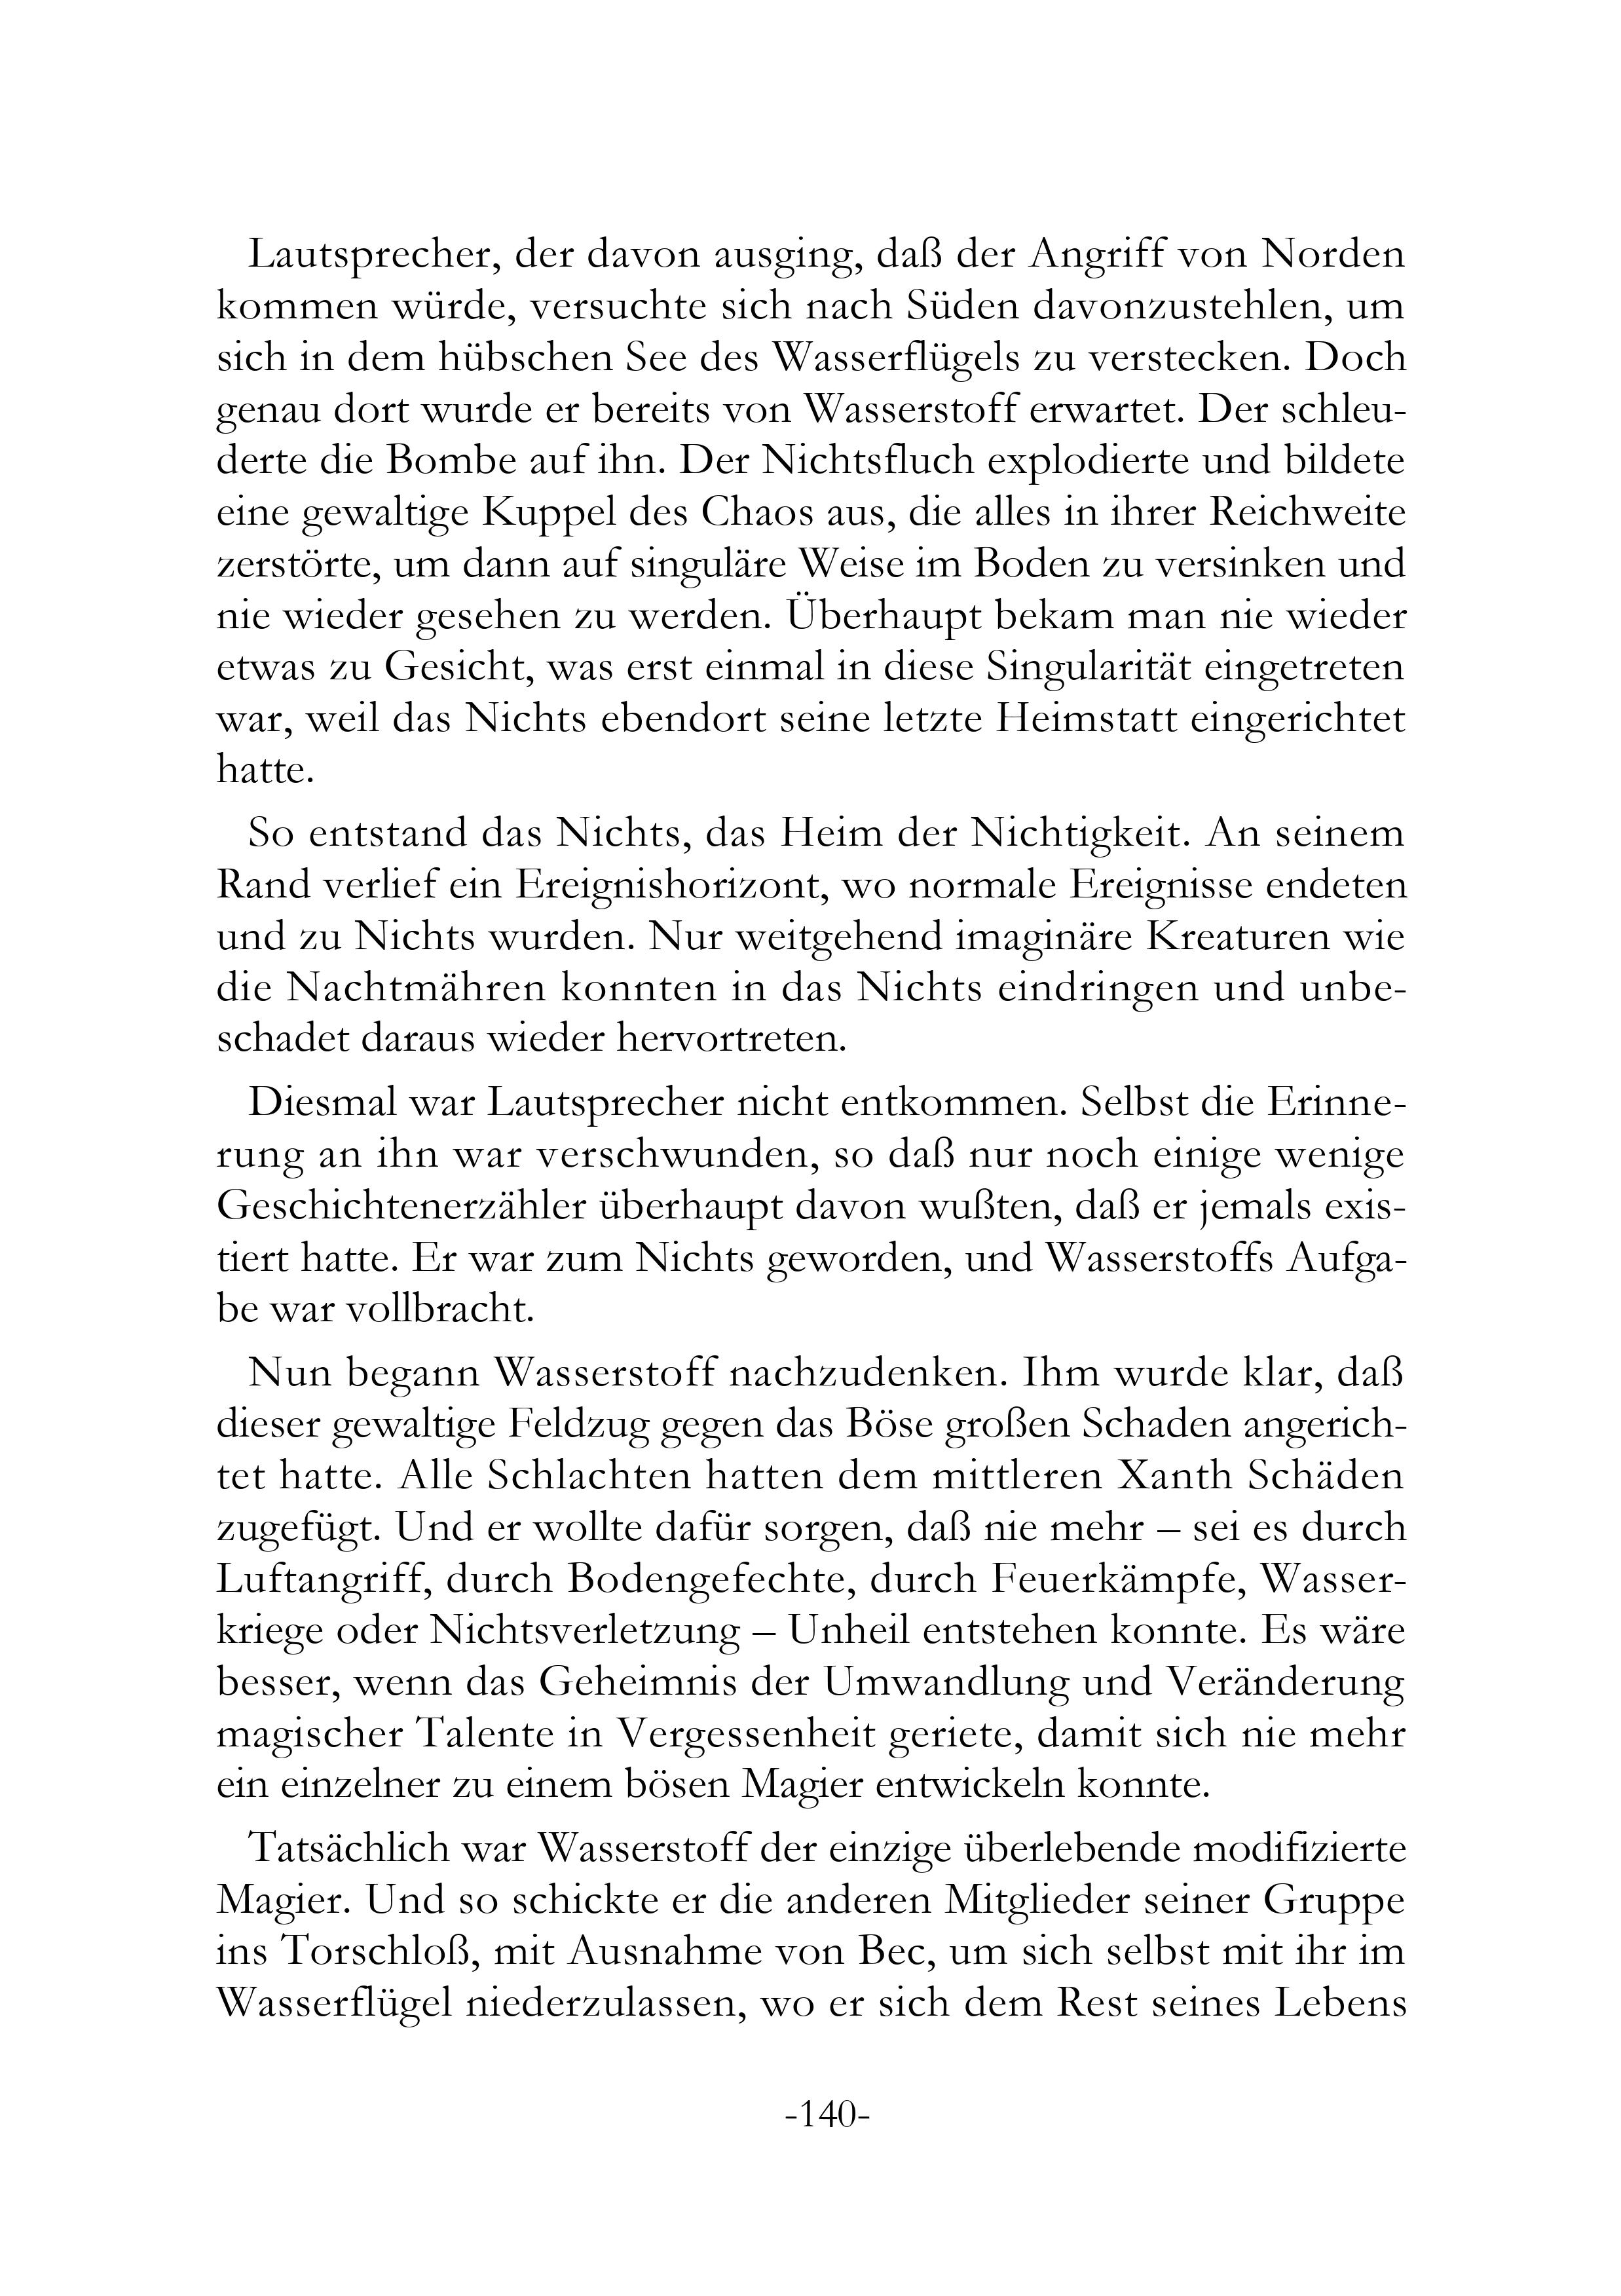 Lautsprecher, der davon ausging, daß der Angriff von Norden
kommen würde, versuchte sich nach Süden davonzustehlen, um
sich in dem hübschen See des Wasserflügels zu verstecken. Doch
genau dort wurde er bereits von Wasserstoff erwartet. Der schleu-
derte die Bombe auf ihn. Der Nichtsfluch explodierte und bildete
eine gewaltige Kuppel des Chaos aus, die alles in ihrer Reichweite
zerstörte, um dann auf singuläre Weise im Boden zu versinken und
nie wieder gesehen zu werden. Überhaupt bekam man nie wieder
etwas zu Gesicht, was erst einmal in diese Singularität eingetreten
war, weil das Nichts ebendort seine letzte Heimstatt eingerichtet
hatte.
So entstand das Nichts, das Heim der Nichtigkeit. An seinem
Rand verlief ein Ereignishorizont, wo normale Ereignisse endeten
und zu Nichts wurden. Nur weitgehend imaginäre Kreaturen wie
die Nachtmähren konnten in das Nichts eindringen und unbe-
schadet daraus wieder hervortreten.
Diesmal war Lautsprecher nicht entkommen. Selbst die Erinne-
rung an ihn war verschwunden, so daß nur noch einige wenige
Geschichtenerzähler überhaupt davon wußten, daß er jemals exis-
tiert hatte. Er war zum Nichts geworden, und Wasserstoffs Aufga-
be war vollbracht.
Nun begann Wasserstoff nachzudenken. Ihm wurde klar, daß
dieser gewaltige Feldzug gegen das Böse großen Schaden angerich-
tet hatte. Alle Schlachten hatten dem mittleren Xanth Schäden
zugefügt. Und er wollte dafür sorgen, daß nie mehr – sei es durch
Luftangriff, durch Bodengefechte, durch Feuerkämpfe, Wasser-
kriege oder Nichtsverletzung – Unheil entstehen konnte. Es wäre
besser, wenn das Geheimnis der Umwandlung und Veränderung
magischer Talente in Vergessenheit geriete, damit sich nie mehr
ein einzelner zu einem bösen Magier entwickeln konnte.
Tatsächlich war Wasserstoff der einzige überlebende modifizierte
Magier. Und so schickte er die anderen Mitglieder seiner Gruppe
ins Torschloß, mit Ausnahme von Bec, um sich selbst mit ihr im
Wasserflügel niederzulassen, wo er sich dem Rest seines Lebens
-140-